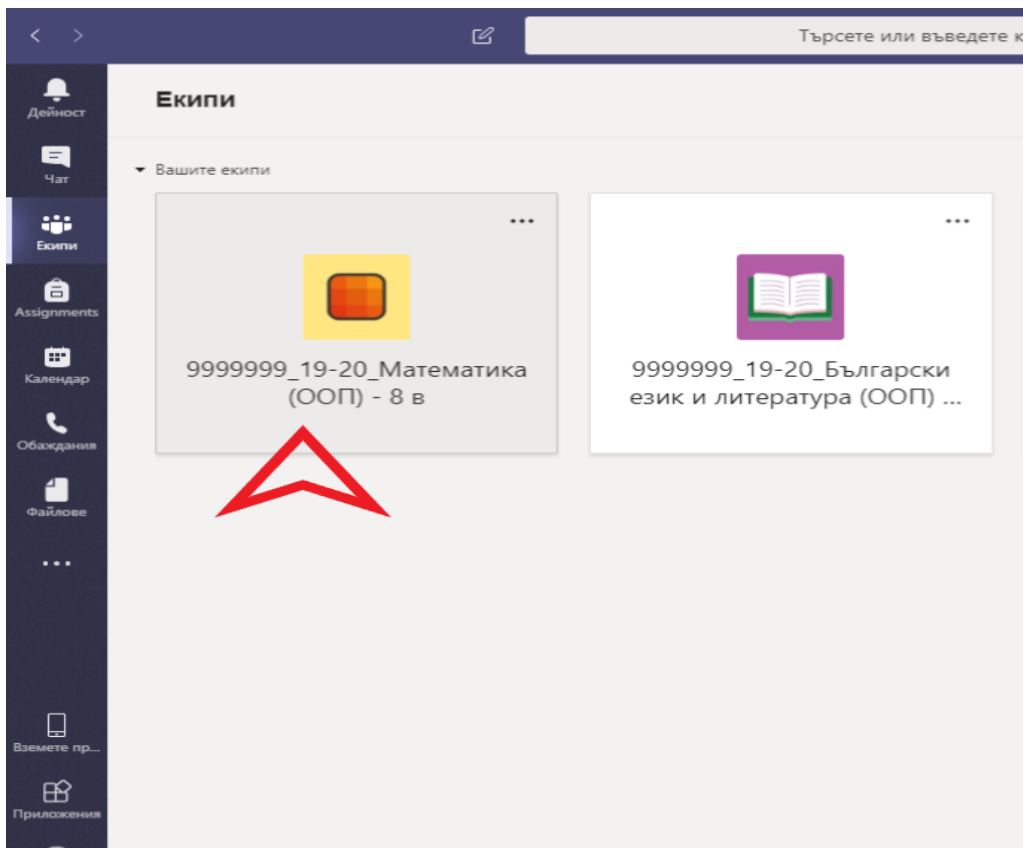 Търсете или въведете к
Дейност
Чат
Екипи
Assignments
Календар
Обаждания
Файлове
Вземете пр...
Приложения
Екипи
Вашите екипи
9999999_19-20_Математика
(ООП) - 8 в
9999999_19-20_Български
език и литература (ООП) ...